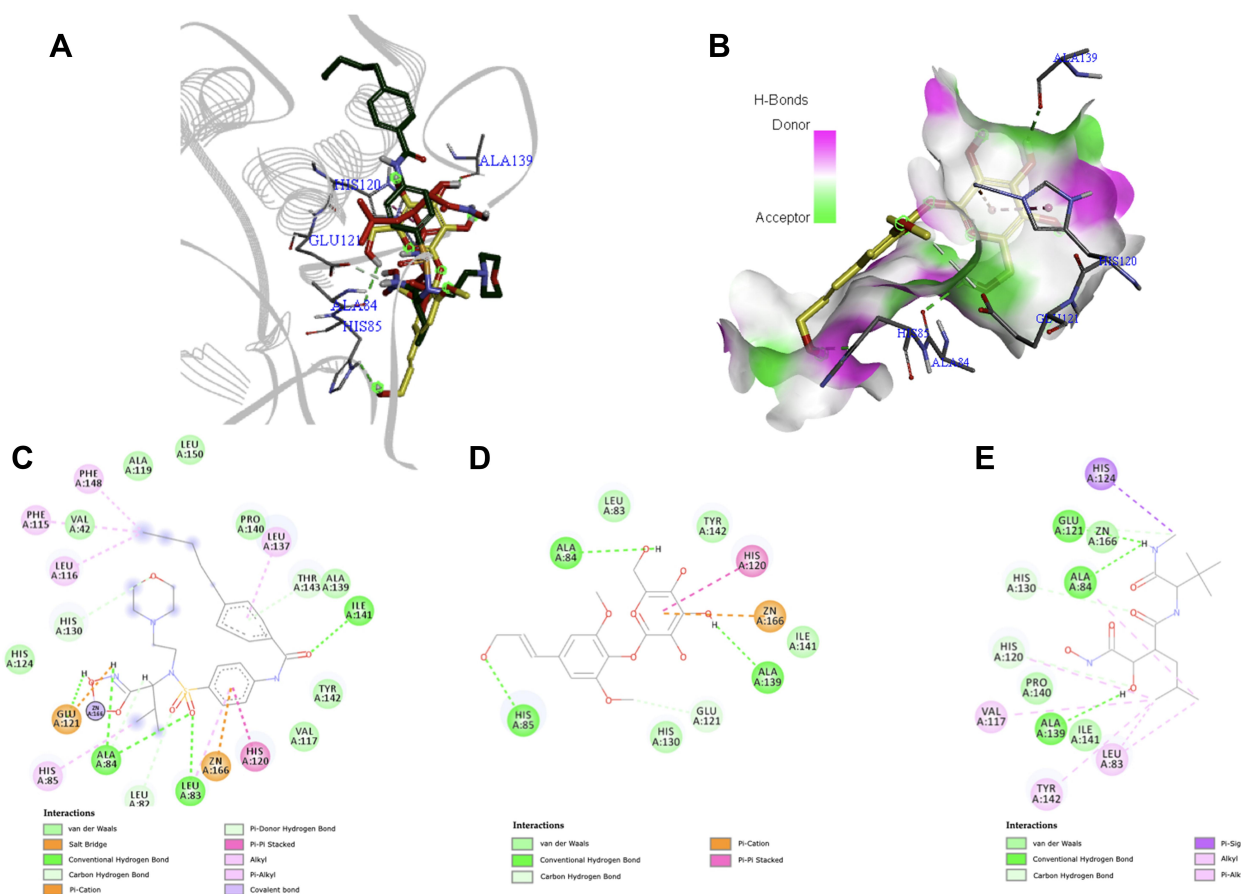 A
ALA139
HIS120
GLU121
ALA84
HIS85
B
H-Bonds
Donor
Acceptor
ALA139
HIS120
GLU121
HIS85
ALA84
C
LEU
A:150
ALA
A:119
PHE
A:148
PHE
A:115
VAL
A:42
PRO
A:140
LEU
A:137
LEU
A:116
THR
A:143
ALA
A:139
ILE
A:141
HIS
A:130
HIS
A:124
H
H
H
N
O
O
N
N
S
O
O
O
N
TYR
A:142
GLU
A:121
ZN
A:166
VAL
A:117
ALA
A:84
HIS
A:85
ZN
A:166
HIS
A:120
LEU
A:83
LEU
A:82
Interactions
van der Waals
Salt Bridge
Conventional Hydrogen Bond
Carbon Hydrogen Bond
Pi-Cation
Pi-Donor Hydrogen Bond
Pi-Pi Stacked
Alkyl
Pi-Alkyl
Covalent bond
D
LEU
A:83
TYR
A:142
ALA
A:84
HIS
A:120
ZN
A:166
ILE
A:141
ALA
A:139
GLU
A:121
HIS
A:130
HIS
A:85
O
H
O
O
O
O
H
O
O
O
O
O
Interactions
van der Waals
Conventional Hydrogen Bond
Carbon Hydrogen Bond
Pi-Cation
Pi-Pi Stacked
E
HIS
A:124
GLU
A:121
ZN
A:166
HIS
A:130
ALA
A:84
HIS
A:120
PRO
A:140
VAL
A:117
ALA
A:139
ILE
A:141
LEU
A:83
TYR
A:142
H
N
O
N
O
O
N
O
O
H
Interactions
van der Waals
Conventional Hydrogen Bond
Carbon Hydrogen Bond
Pi-Sig
Alkyl
Pi-Alk